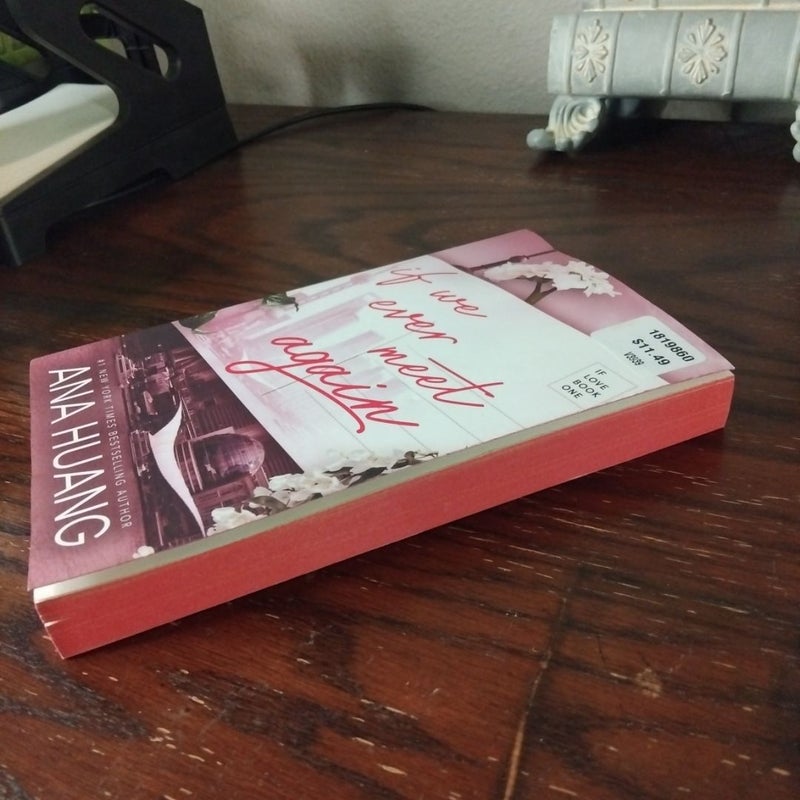 if we
ever meet
again
1819860
$11.49
IF
LOVE
BOOK
ONE
#1 NEW YORK TIMES BESTSELLING AUTHOR
ANA HUANG